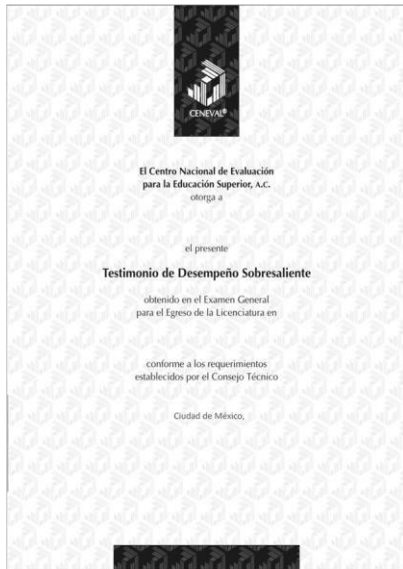 CENEVAL®
El Centro Nacional de Evaluación
para la Educación Superior, A.C.
otorga a
el presente
Testimonio de Desempeño Sobresaliente
obtenido en el Examen General
para el Egreso de la Licenciatura en
conforme a los requerimientos
establecidos por el Consejo Técnico
Ciudad de México,